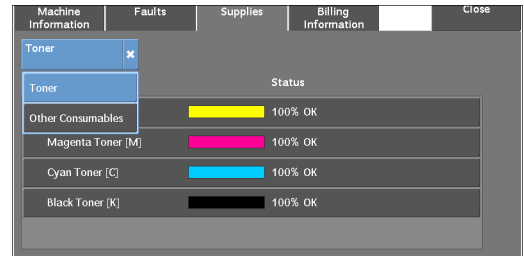 Machine Information
Faults
Supplies
Billing Information
Close
Toner
Toner
Other Consumables
Status
100% OK
Magenta Toner [M] 100% OK
Cyan Toner [C] 100% OK
Black Toner [K] 100% OK